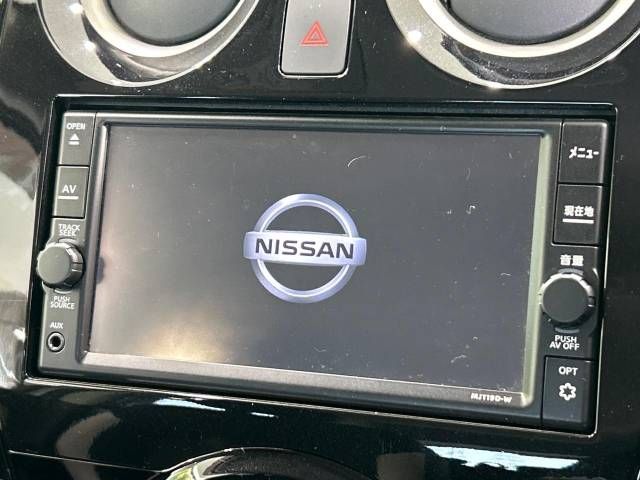 OPEN
AV
TRACK
SEEK
PUSH
SOURCE
AUX
NISSAN
メニュー
現在地
音量
PUSH
AV OFF
OPT
MJ119D-W